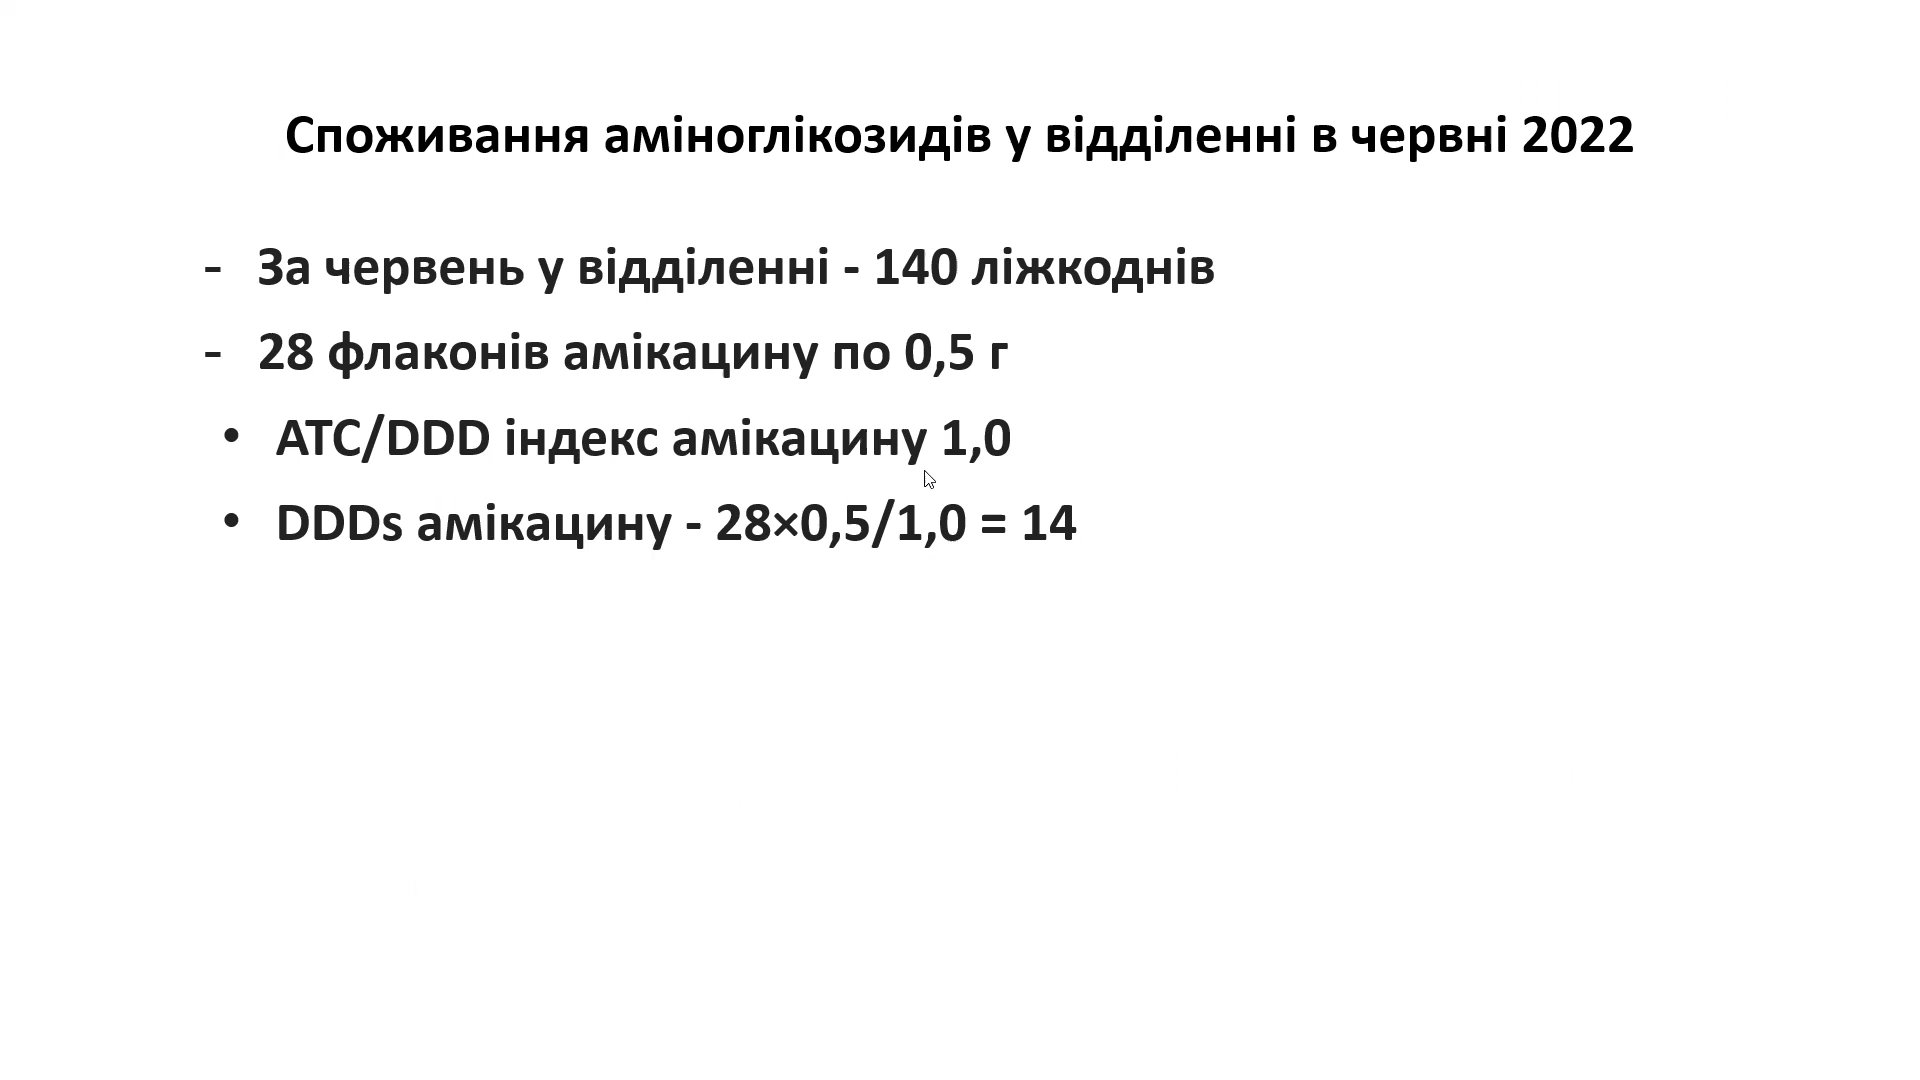 Споживання аміноглікозидів у відділенні в червні 2022
- За червень у відділенні - 140 ліжкоднів
- 28 флаконів амікацину по 0,5 г
• ATC/DDD індекс амікацину 1,0
• DDDs амікацину - 28×0,5/1,0 = 14